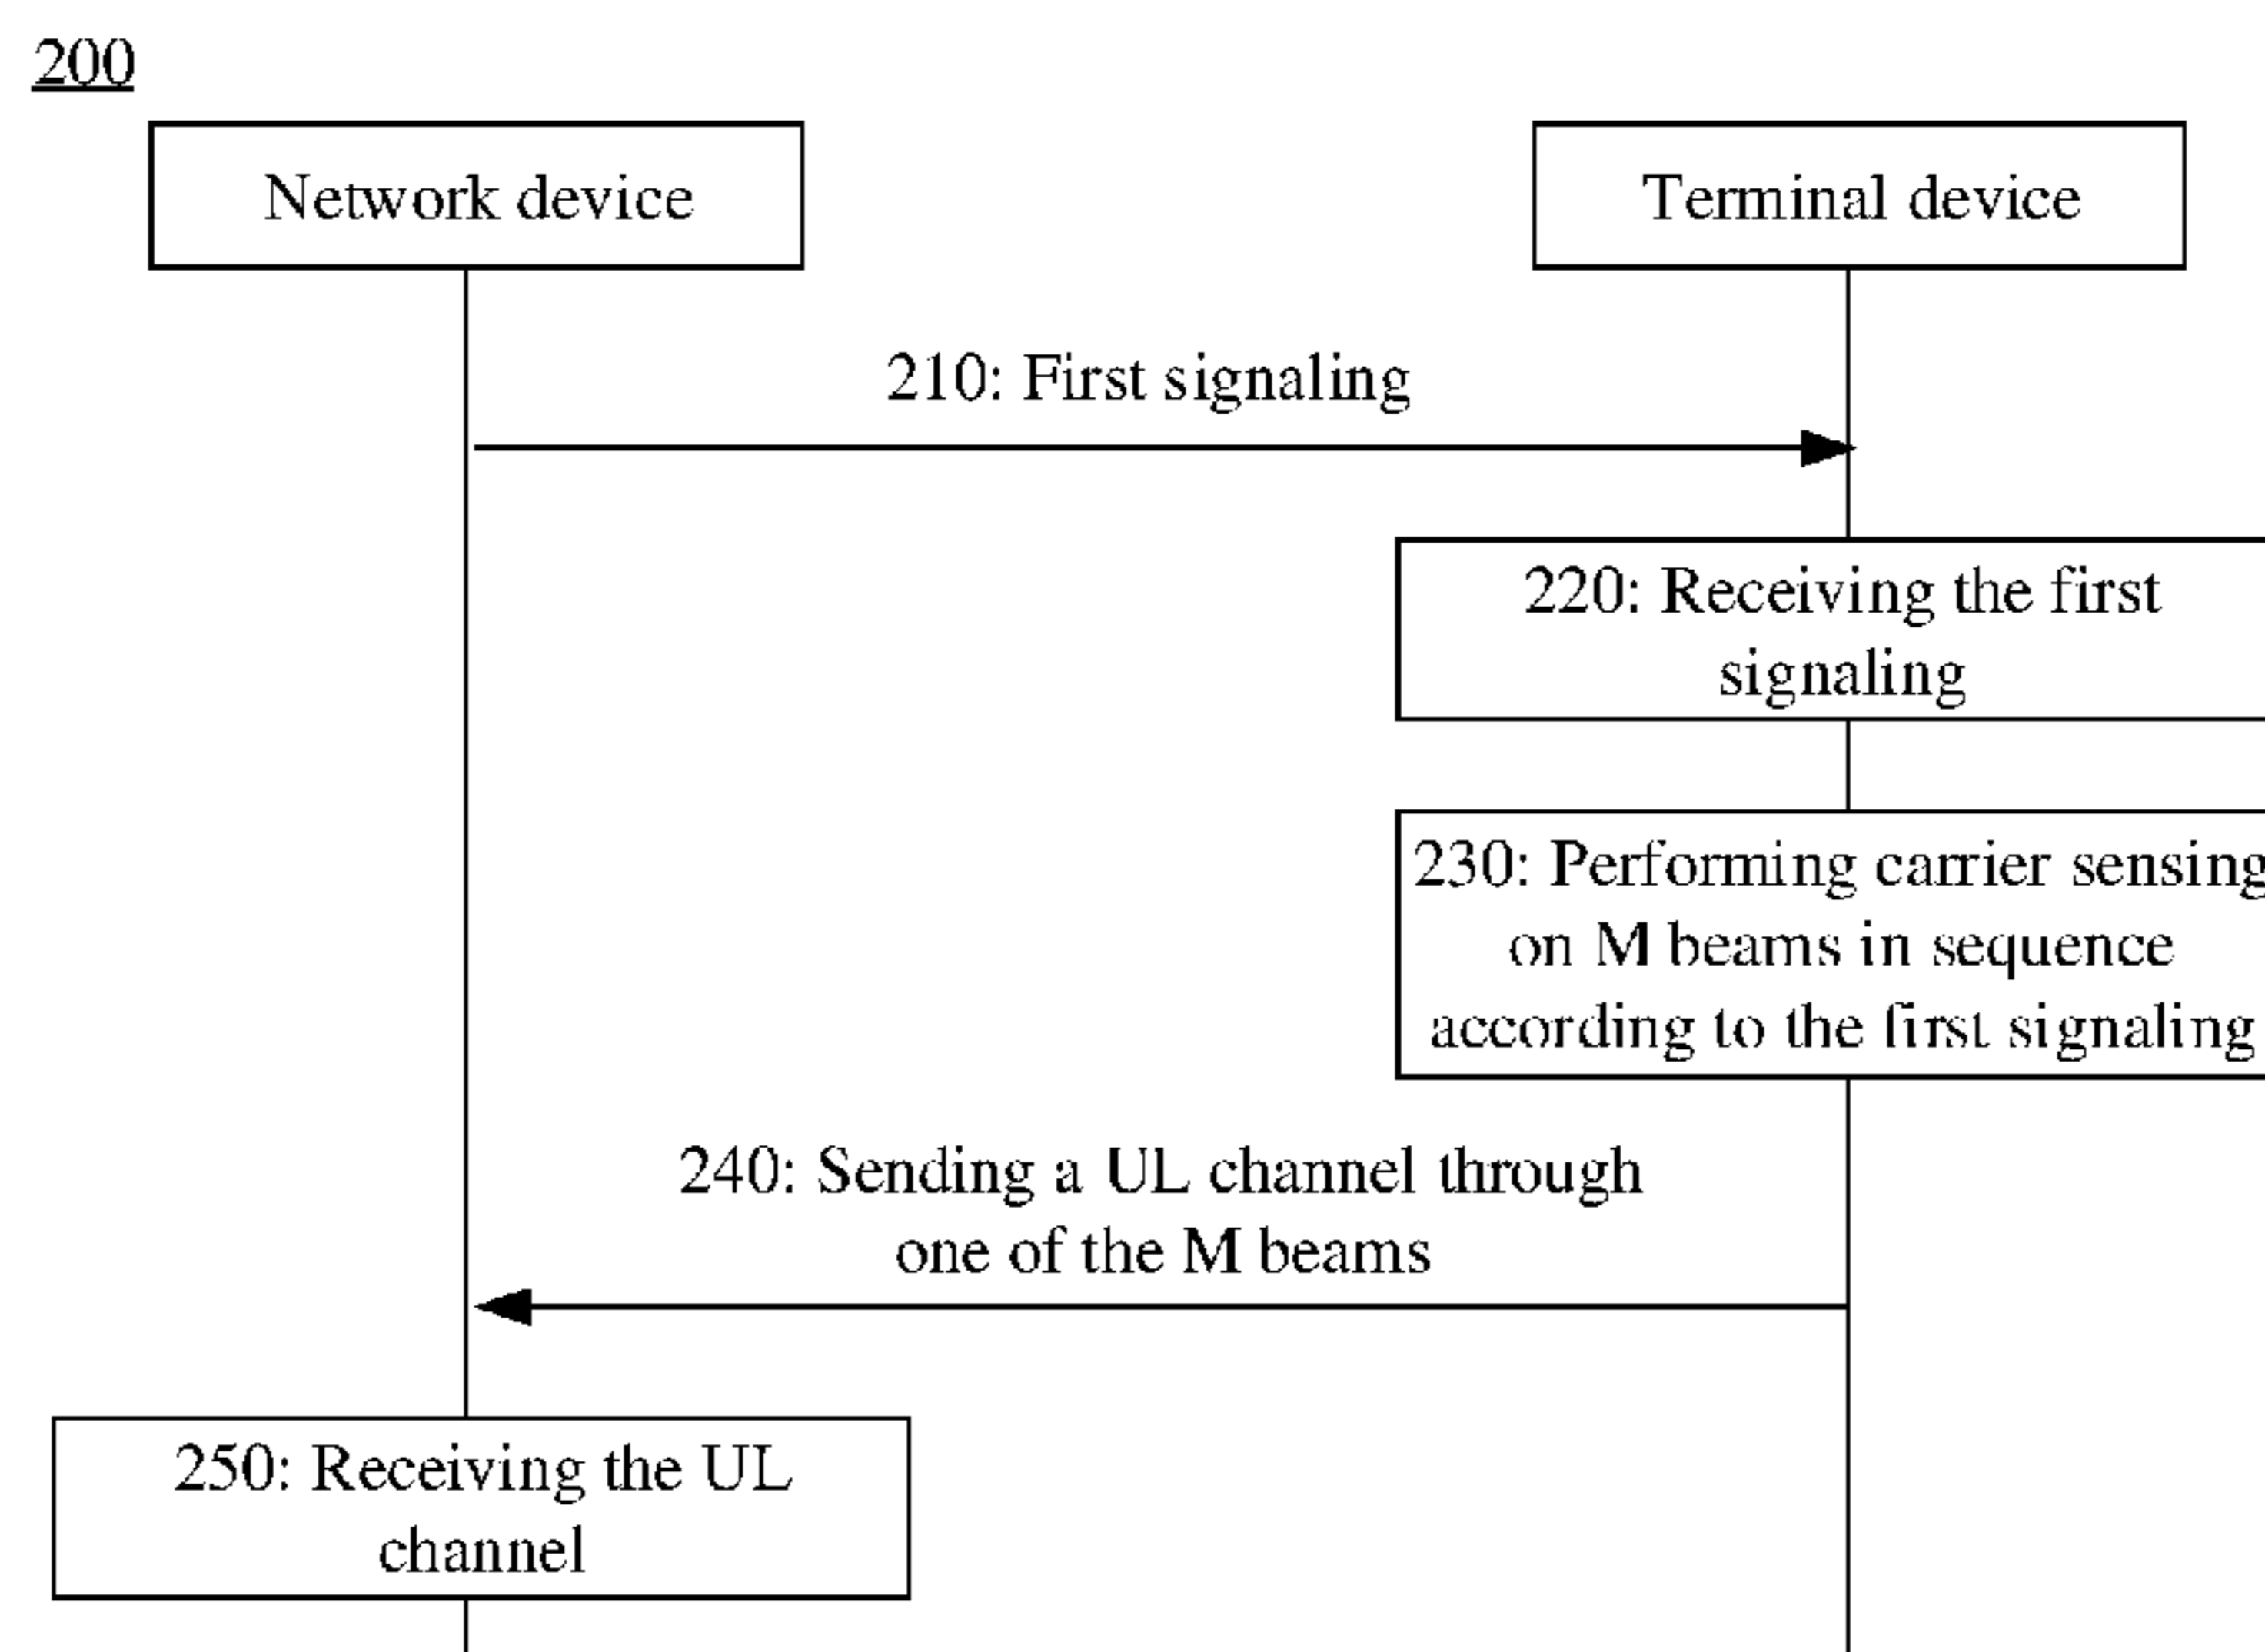 200
Network device
Terminal device
210: First signaling
220: Receiving the first
signaling
230: Performing carrier sensing
on M beams in sequence
according to the first signaling
240: Sending a UL channel through
one of the M beams
250: Receiving the UL
channel